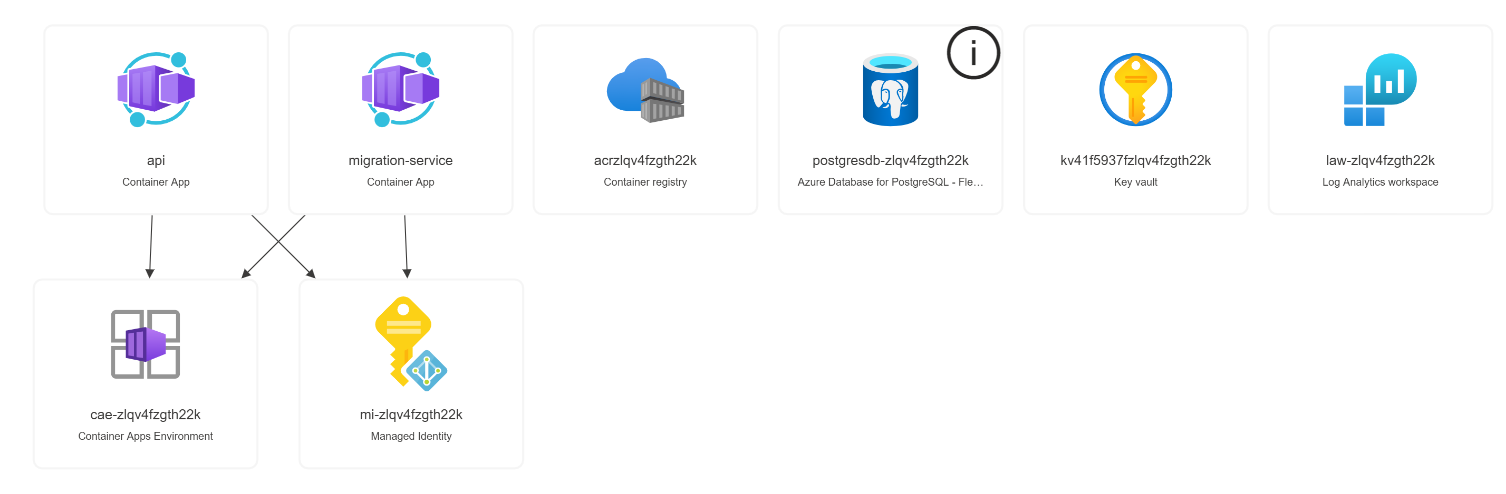 api
Container App
migration-service
Container App
acrzlqv4fzgth22k
Container registry
i
postgresdb-zlqv4fzgth22k
Azure Database for PostgreSQL - Fle…
kv41f5937fzlqv4fzgth22k
Key vault
law-zlqv4fzgth22k
Log Analytics workspace
cae-zlqv4fzgth22k
Container Apps Environment
mi-zlqv4fzgth22k
Managed Identity